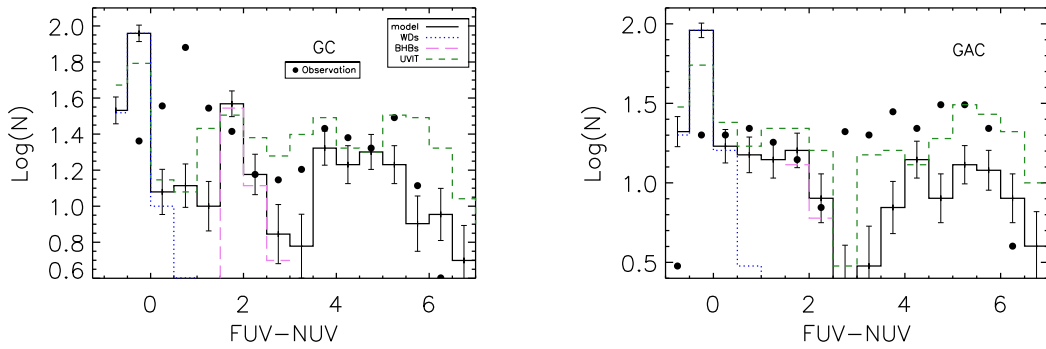 2.0
1.8
1.6
1.4
1.2
1.0
0.8
0.6
Log(N)
GC
● Observation
model
WDs
BHBs
UVIT
0 2 4 6
FUV−NUV
2.0
1.5
1.0
0.5
Log(N)
GAC
0 2 4 6
FUV−NUV